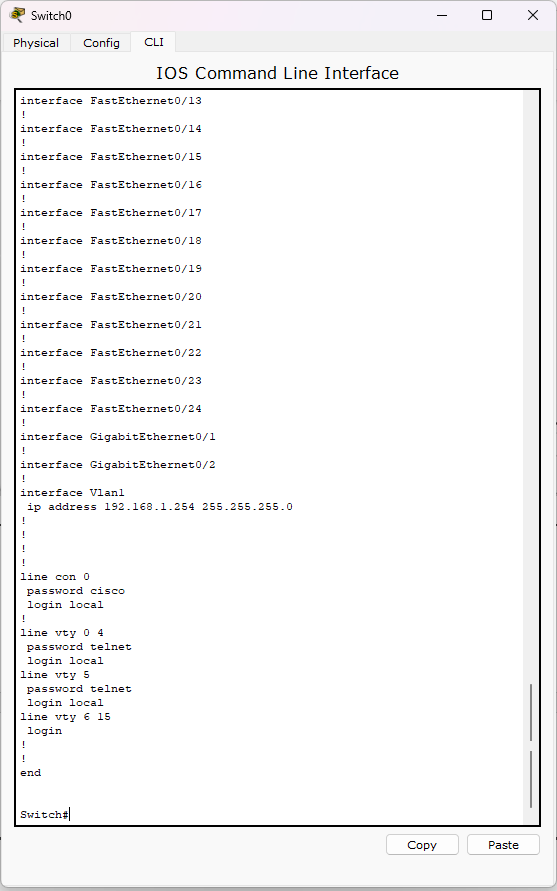 Switch0
Physical Config CLI
IOS Command Line Interface
interface FastEthernet0/13
!
interface FastEthernet0/14
!
interface FastEthernet0/15
!
interface FastEthernet0/16
!
interface FastEthernet0/17
!
interface FastEthernet0/18
!
interface FastEthernet0/19
!
interface FastEthernet0/20
!
interface FastEthernet0/21
!
interface FastEthernet0/22
!
interface FastEthernet0/23
!
interface FastEthernet0/24
!
interface GigabitEthernet0/1
!
interface GigabitEthernet0/2
!
interface Vlan1
 ip address 192.168.1.254 255.255.255.0
!
!
!
!
line con 0
 password cisco
 login local
!
line vty 0 4
 password telnet
 login local
line vty 5
 password telnet
 login local
line vty 6 15
 login
!
!
end
Switch#
Copy Paste